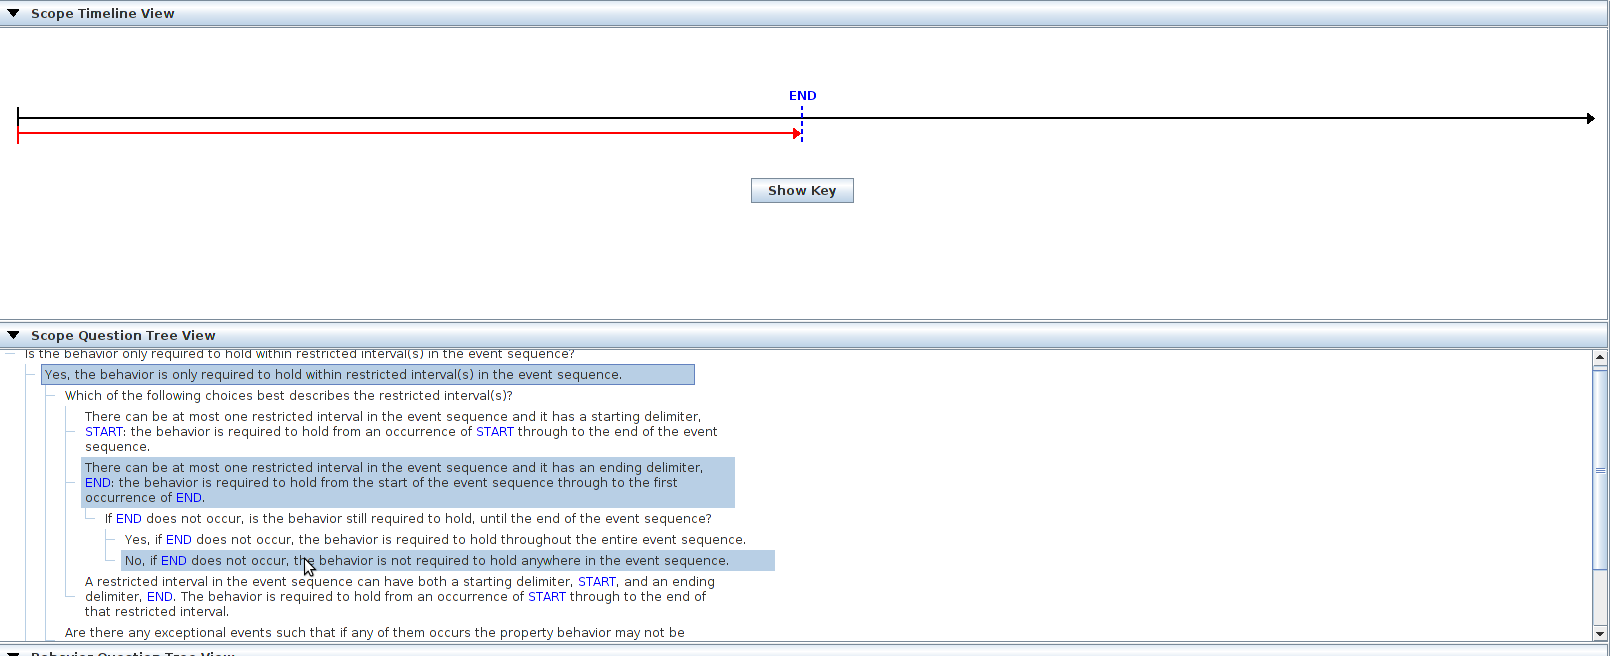 Scope Timeline View
END
Show Key
Scope Question Tree View
Is the behavior only required to hold within restricted interval(s) in the event sequence?
Yes, the behavior is only required to hold within restricted interval(s) in the event sequence.
Which of the following choices best describes the restricted interval(s)?
There can be at most one restricted interval in the event sequence and it has a starting delimiter,
START: the behavior is required to hold from an occurrence of START through to the end of the event
sequence.
There can be at most one restricted interval in the event sequence and it has an ending delimiter,
END: the behavior is required to hold from the start of the event sequence through to the first
occurrence of END.
If END does not occur, is the behavior still required to hold, until the end of the event sequence?
Yes, if END does not occur, the behavior is required to hold throughout the entire event sequence.
No, if END does not occur, the behavior is not required to hold anywhere in the event sequence.
A restricted interval in the event sequence can have both a starting delimiter, START, and an ending
delimiter, END. The behavior is required to hold from an occurrence of START through to the end of
that restricted interval.
Are there any exceptional events such that if any of them occurs the property behavior may not be
Behavior Question Tree View